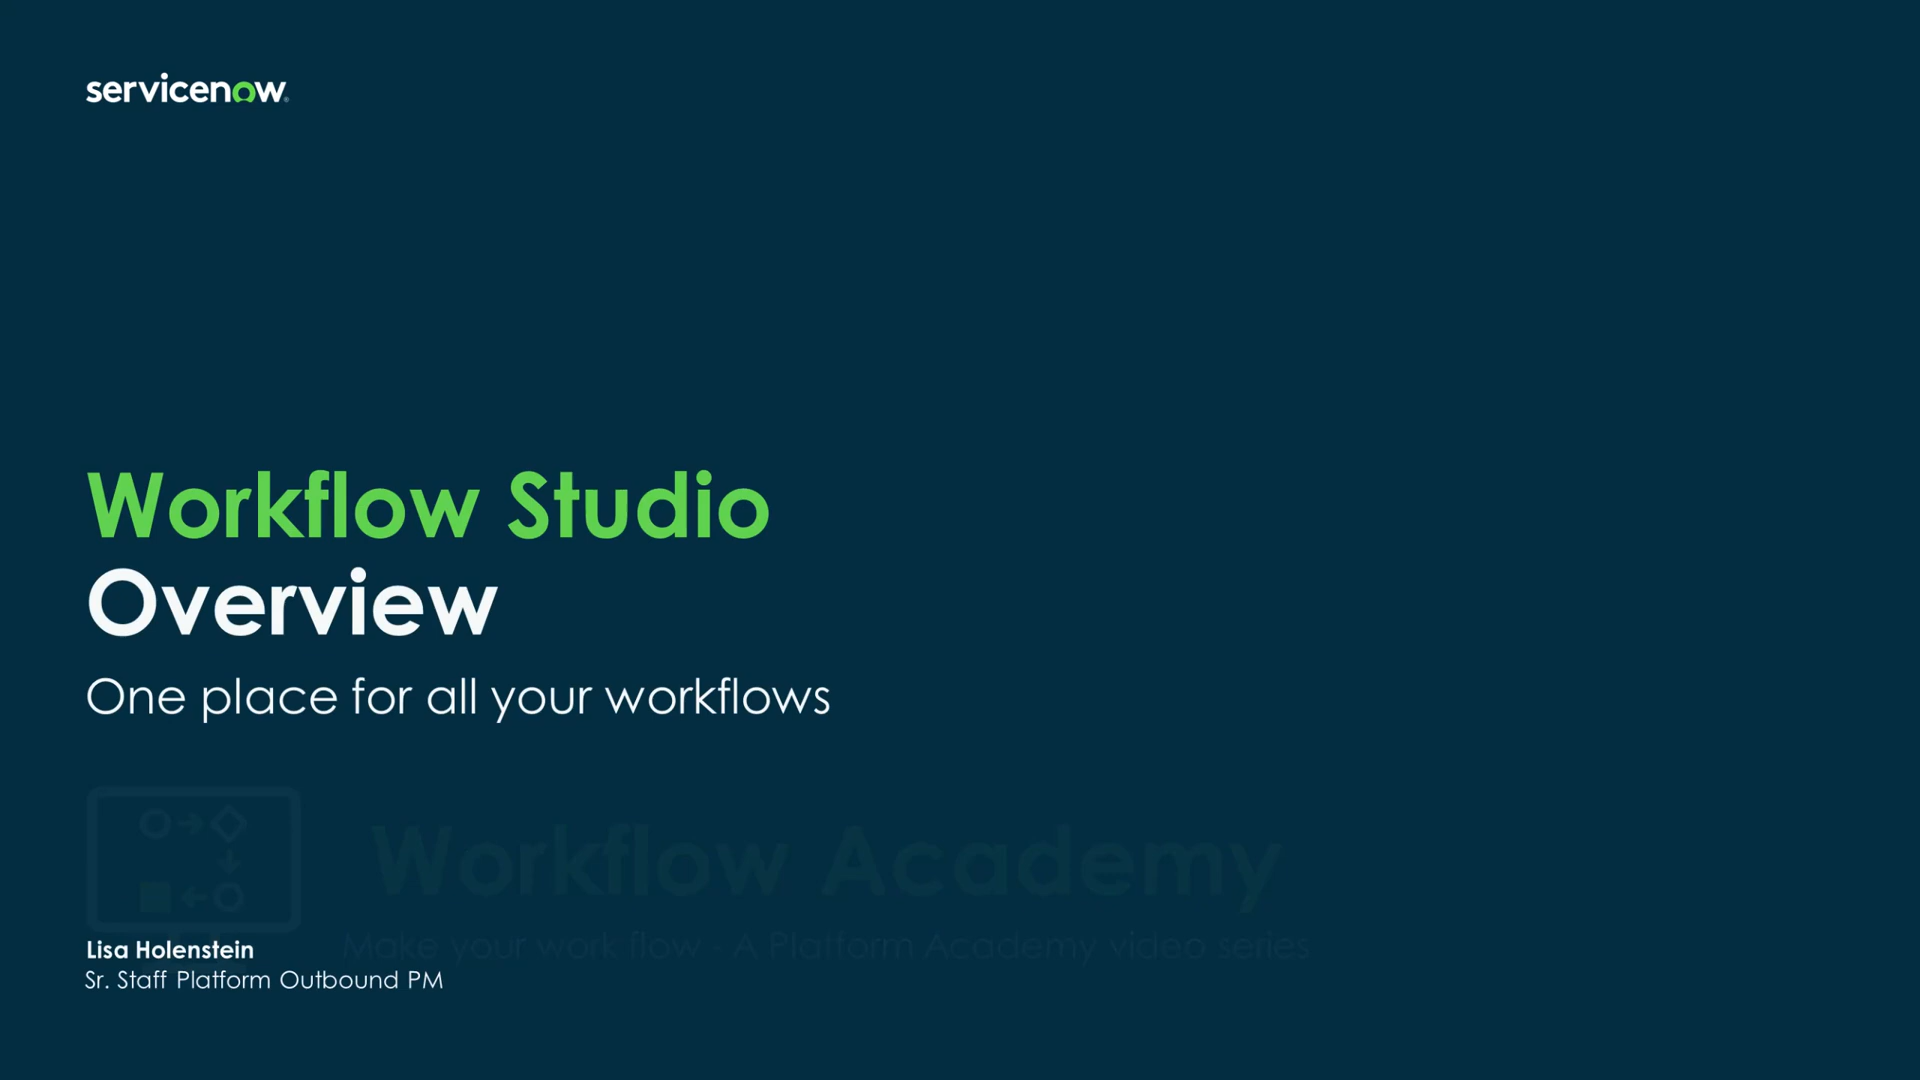 servicenow
Workflow Studio
Overview
One place for all your workflows
Workflow Academy
Make your work flow - A Platform Academy video series
Lisa Holenstein
Sr. Staff Platform Outbound PM